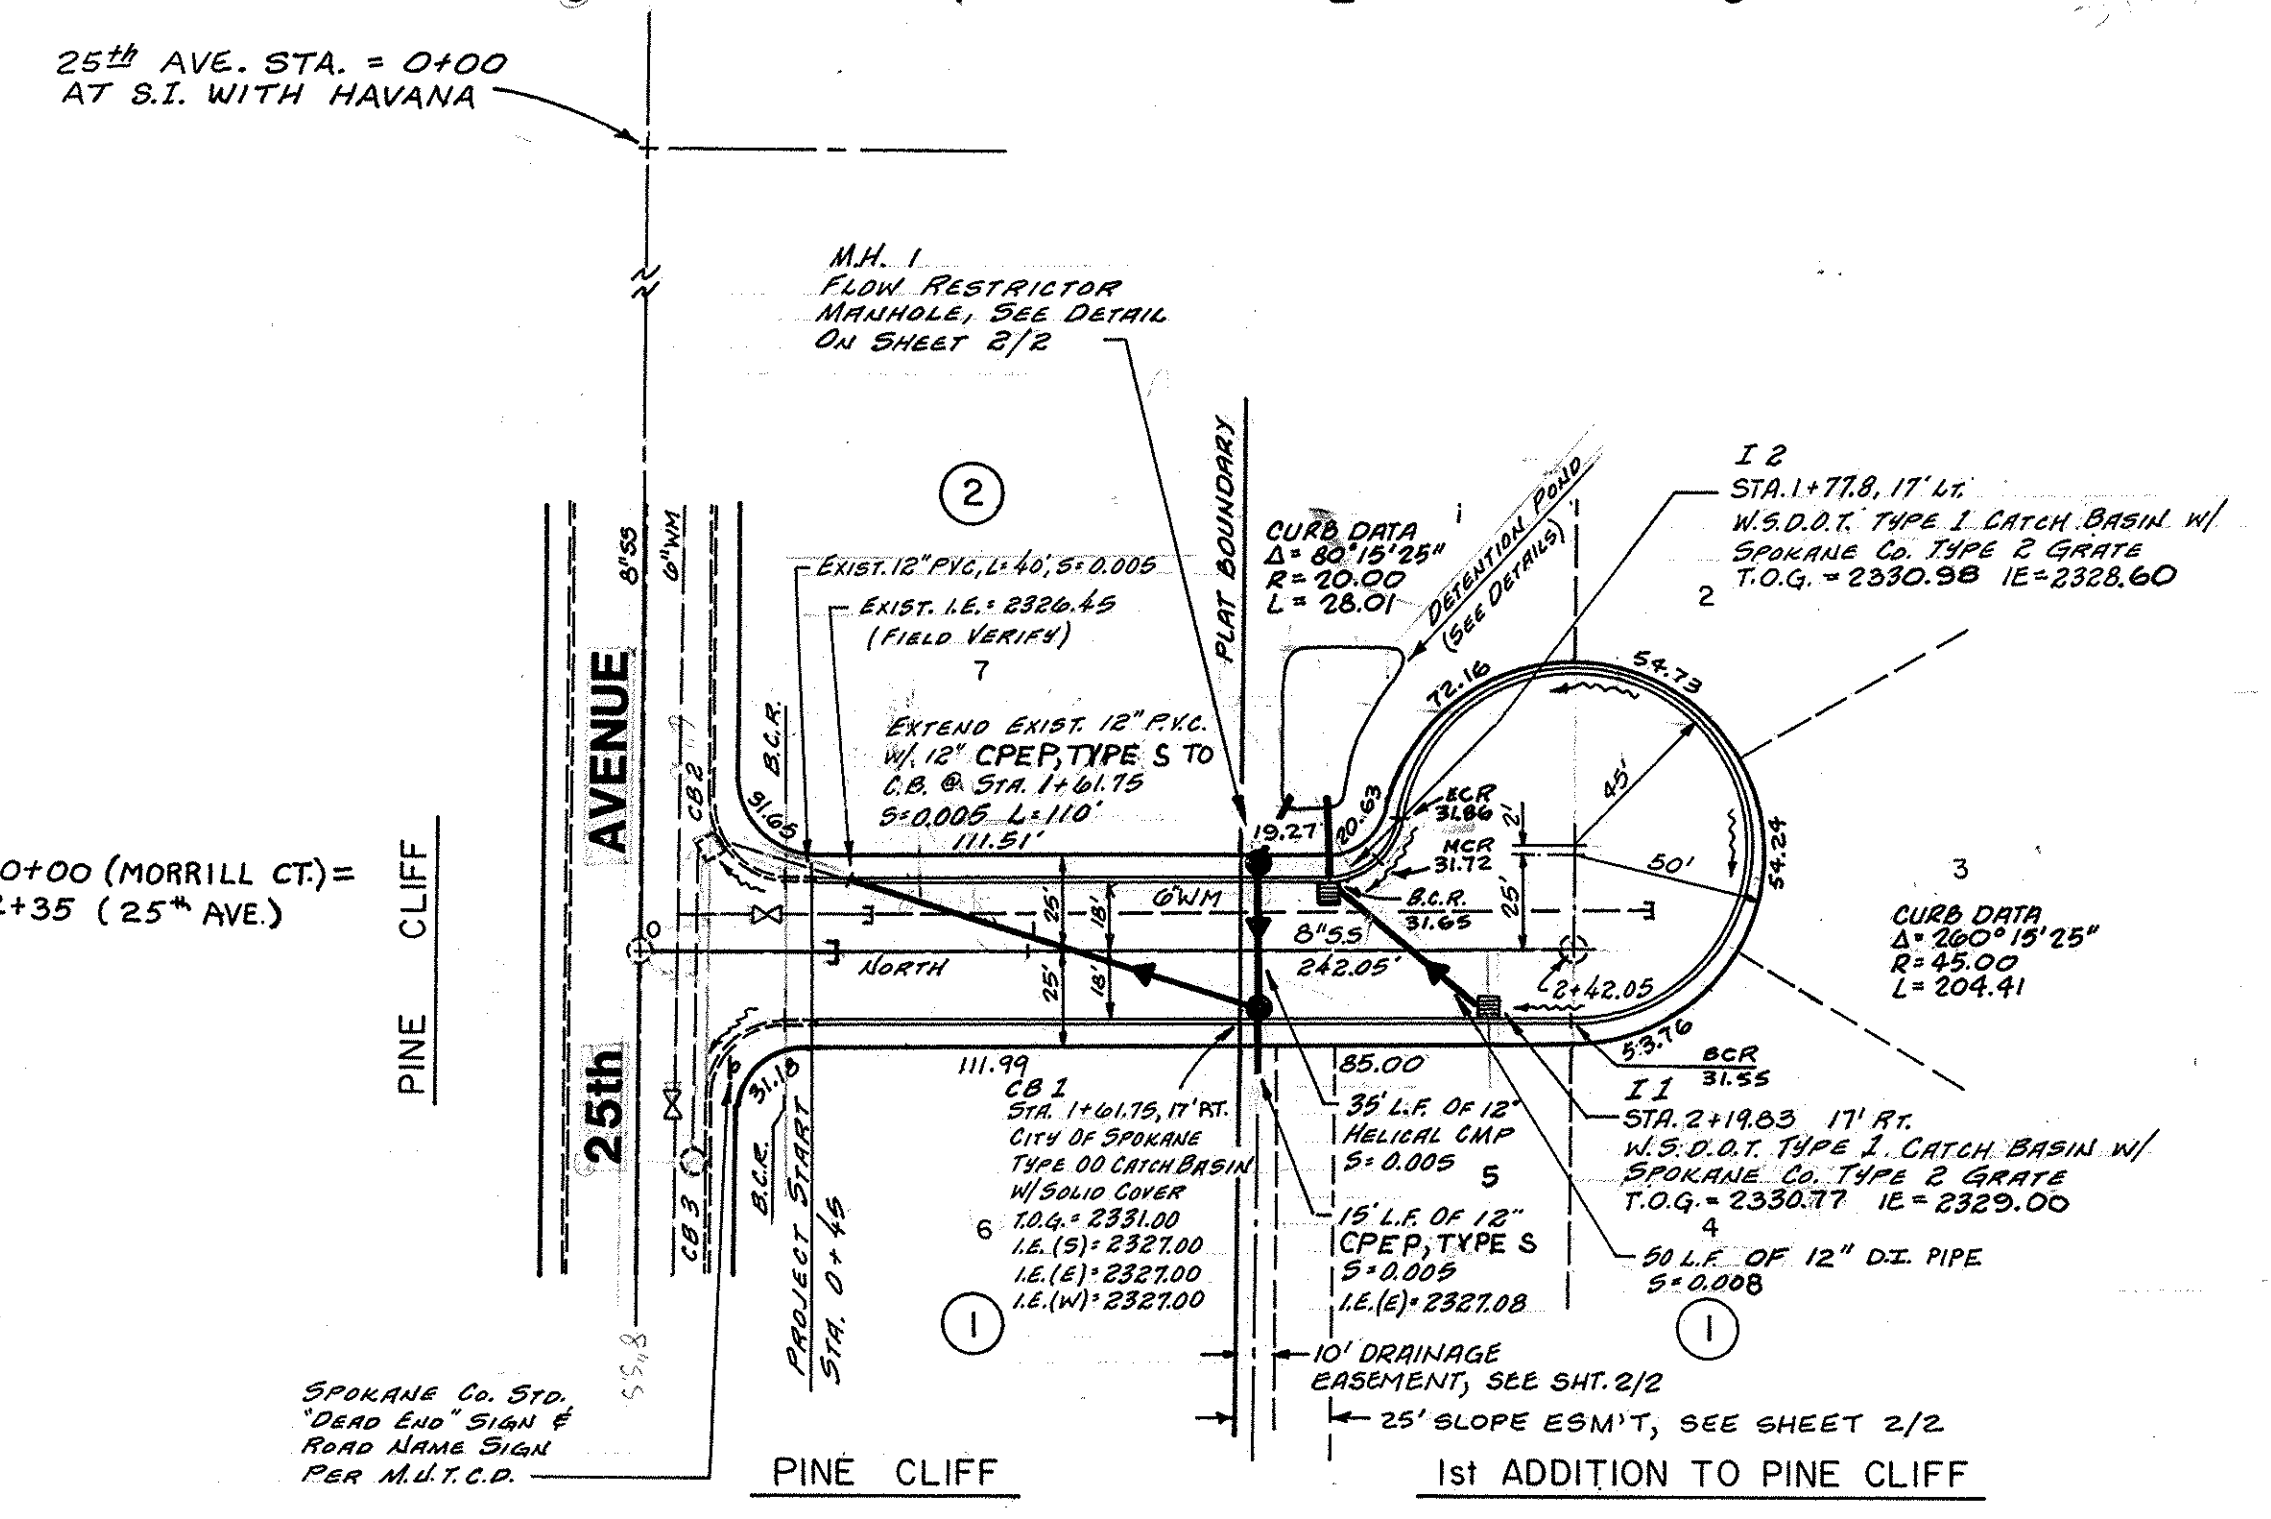 25th AVE. STA. = 0+00
AT S.I. WITH HAVANA
M.H. 1
FLOW RESTRICTOR
MANHOLE, SEE DETAIL
ON SHEET 2/2
2
EXIST. 12" PVC, L=40', S=0.005
EXIST. I.E.= 2326.45
(FIELD VERIFY)
7
EXTEND EXIST. 12" P.V.C.
W/. 12" CPEP, TYPE S TO
C.B. @ STA. 1+61.75
S=0.005 L=110'
111.51'
PLAT BOUNDARY
CURB DATA
Δ= 80°15'25"
R= 20.00
L= 28.01
1
DETENTION POND
(SEE DETAILS)
I 2
STA. 1+77.8, 17' LT.
W.S.D.O.T. TYPE 1 CATCH BASIN W/
SPOKANE CO. TYPE 2 GRATE
T.O.G. = 2330.98 IE=2328.60
2
8"SS
6"WM
25th AVENUE
PINE CLIFF
CB 2
B.C.R.
31.65
19.27'
20.63
72.16
54.73
54.24
53.76
ECR
31.86
MCR
31.72
B.C.R.
31.65
2'
25'
45'
50'
3
CURB DATA
Δ= 260°15'25"
R= 45.00
L= 204.41
0+00 (MORRILL CT.)=
2+35 (25th AVE.)
0
NORTH
25'
25'
18'
18'
6"WM
8"SS
242.05'
2+42.05
BCR
31.55
31.18
B.C.R.
CB 3
PROJECT START
STA. 0+45
111.99
85.00
CB 1
STA. 1+61.75, 17' RT.
CITY OF SPOKANE
TYPE 00 CATCH BASIN
W/SOLID COVER
T.O.G.= 2331.00
I.E.(S)= 2327.00
I.E.(E)= 2327.00
I.E.(W)= 2327.00
6
1
35' L.F. OF 12"
HELICAL CMP
S= 0.005
5
15' L.F. OF 12"
CPEP, TYPE S
S=0.005
I.E.(E)= 2327.08
I 1
STA. 2+19.83 17' RT.
W.S.D.O.T. TYPE 1 CATCH BASIN W/
SPOKANE CO. TYPE 2 GRATE
T.O.G.= 2330.77 IE= 2329.00
4
50 L.F. OF 12" D.I. PIPE
S=0.008
1
10' DRAINAGE
EASEMENT, SEE SHT. 2/2
25' SLOPE ESM'T, SEE SHEET 2/2
8"SS
SPOKANE CO. STD.
"DEAD END" SIGN &
ROAD NAME SIGN
PER M.U.T.C.D.
PINE CLIFF
1st ADDITION TO PINE CLIFF